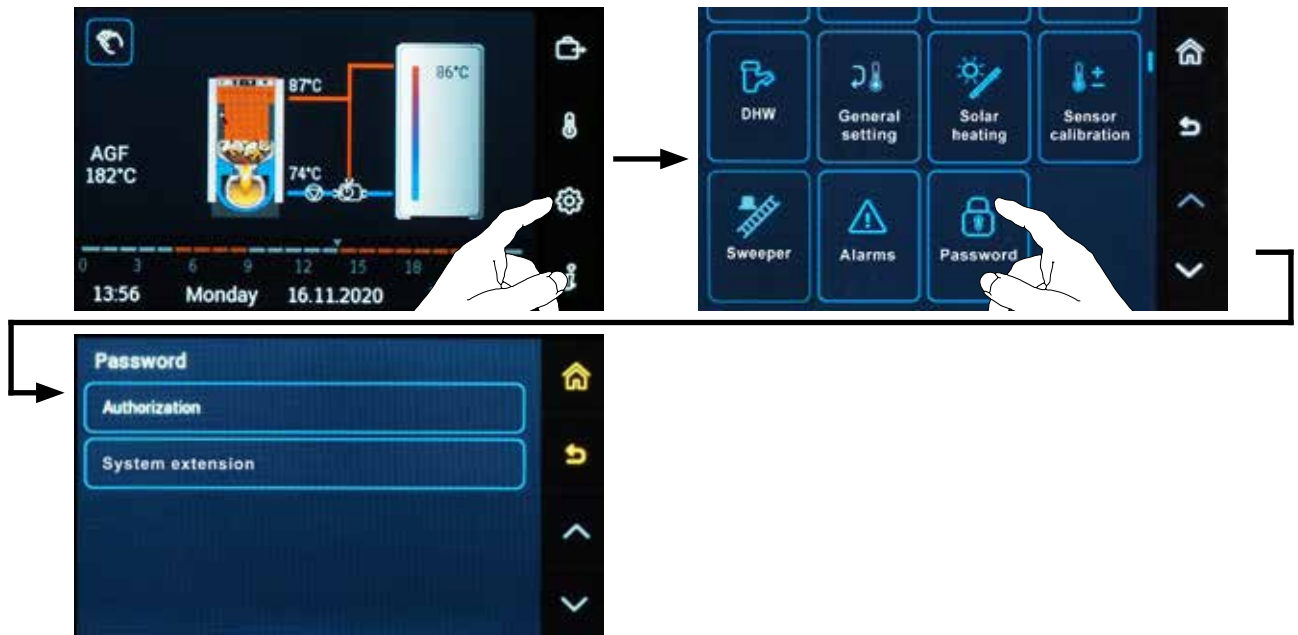 87°C
86°C
AGF
182°C
74°C
0 3 6 9 12 15 18
13:56 Monday 16.11.2020
DHW
General
setting
Solar
heating
Sensor
calibration
Sweeper
Alarms
Password
Password
Authorization
System extension